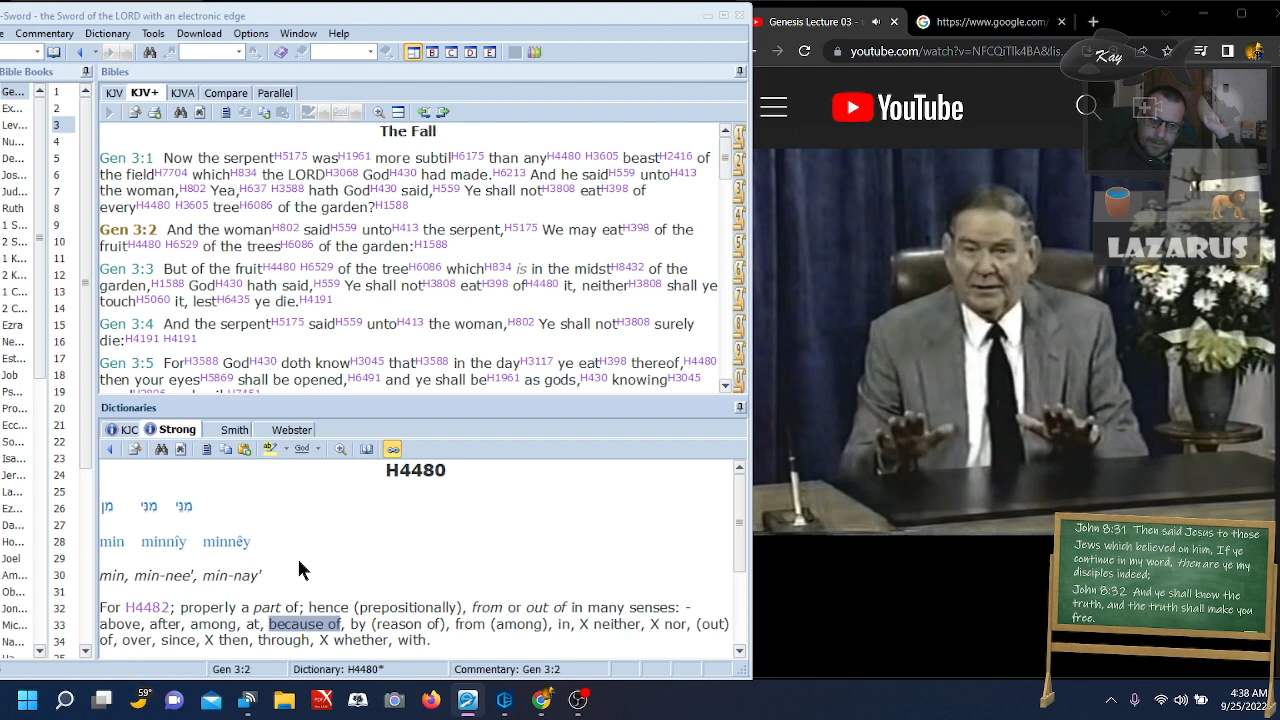 -Sword - the Sword of the LORD with an electronic edge
Commentary Dictionary Tools Download Options Window Help
B C D E
Bible Books
Bibles
KJV KJV+ KJVA Compare Parallel
Ge...
Ex...
Lev...
Nu...
De...
Jos...
Jud...
Ruth
1 S...
2 S...
1 K...
2 K...
1 C...
2 C...
Ezra
Ne...
Est...
Job
Ps...
Pro...
Ecc...
So...
Isa...
Jer...
La...
Ez...
Da...
Ho...
Joel
Am...
Ob...
Jon...
Mic...
Na...
1
2
3
4
5
6
7
8
9
10
11
12
13
14
15
16
17
18
19
20
21
22
23
24
25
26
27
28
29
30
31
32
33
34
The Fall
Gen 3:1 Now the serpentH5175 wasH1961 more subtilH6175 than anyH4480 H3605 beastH2416 of
the fieldH7704 whichH834 the LORDH3068 GodH430 had made.H6213 And he saidH559 untoH413
the woman,H802 Yea,H637 H3588 hath GodH430 said,H559 Ye shall notH3808 eatH398 of
everyH4480 H3605 treeH6086 of the garden?H1588
Gen 3:2 And the womanH802 saidH559 untoH413 the serpent,H5175 We may eatH398 of the
fruitH4480 H6529 of the treesH6086 of the garden:H1588
Gen 3:3 But of the fruitH4480 H6529 of the treeH6086 whichH834 is in the midstH8432 of the
garden,H1588 GodH430 hath said,H559 Ye shall notH3808 eatH398 ofH4480 it, neitherH3808 shall ye
touchH5060 it, lestH6435 ye die.H4191
Gen 3:4 And the serpentH5175 saidH559 untoH413 the woman,H802 Ye shall notH3808 surely
die:H4191 H4191
Gen 3:5 ForH3588 GodH430 doth knowH3045 thatH3588 in the dayH3117 ye eatH398 thereof,H4480
then your eyesH5869 shall be opened,H6491 and ye shall beH1961 as gods,H430 knowingH3045
Dictionaries
KJC Strong Smith Webster
God
H4480
מִן מִנִּי מִנֵּי
min minnîy minnêy
min, min-nee', min-nay'
For H4482; properly a part of; hence (prepositionally), from or out of in many senses: -
above, after, among, at, because of, by (reason of), from (among), in, X neither, X nor, (out)
of, over, since, X then, through, X whether, with.
Gen 3:2 Dictionary: H4480* Commentary: Gen 3:2
Genesis Lecture 03 -
https://www.google.com/
youtube.com/watch?v=NFCQiTlk4BA&lis.
YouTube
Kay
LAZARUS
John 8:31 Then said Jesus to those
Jews which believed on him, If ye
continue in my word, then are ye my
disciples indeed;
John 8:32 And ye shall know the
truth, and the truth shall make you
free.
59°
4:38 AM
9/25/2022